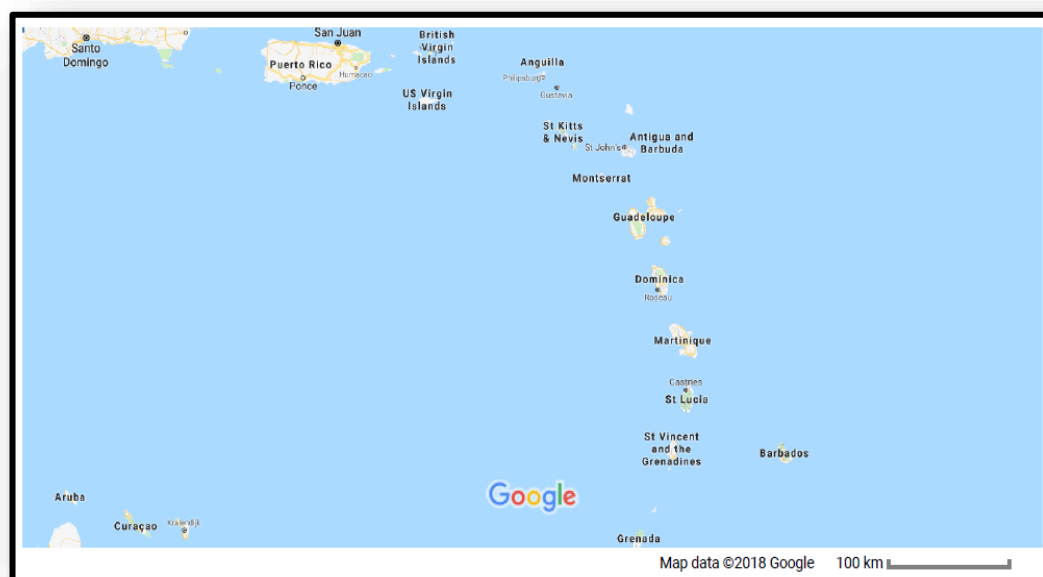 San Juan
British
Virgin
Islands
Santo
Domingo
Puerto Rico
Humacao
Ponce
Anguilla
Philipsburg
Gustavia
US Virgin
Islands
St Kitts
& Nevis
Antigua and
Barbuda
St John's
Montserrat
Guadeloupe
Dominica
Roseau
Martinique
Castries
St Lucia
St Vincent
and the
Grenadines
Barbados
Google
Aruba
Curaçao
Kralendijk
Grenada
Map data ©2018 Google 100 km